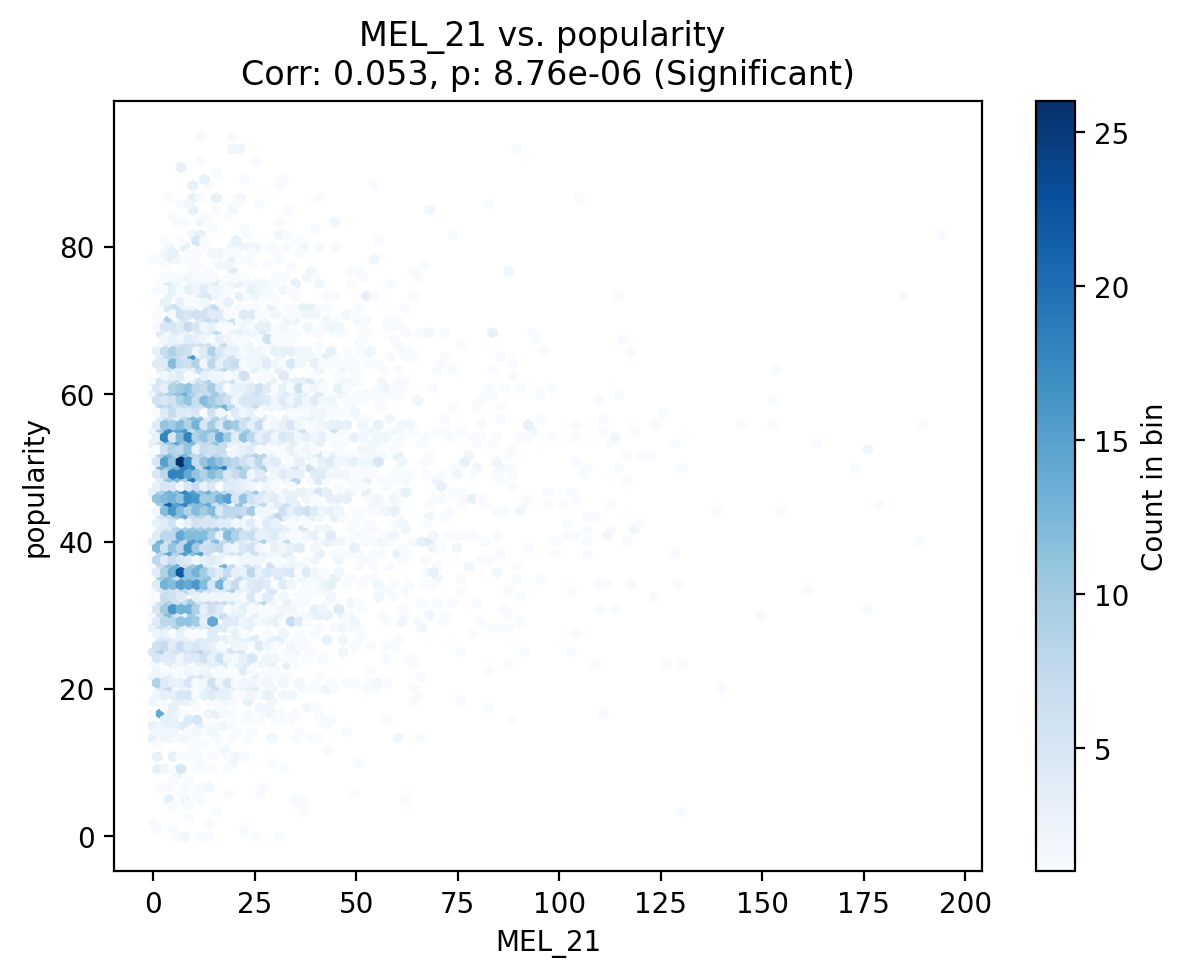 MEL_21 vs. popularity
Corr: 0.053, p: 8.76e-06 (Significant)
popularity
80
60
40
20
0
0 25 50 75 100 125 150 175 200
MEL_21
25
20
15
10
5
Count in bin